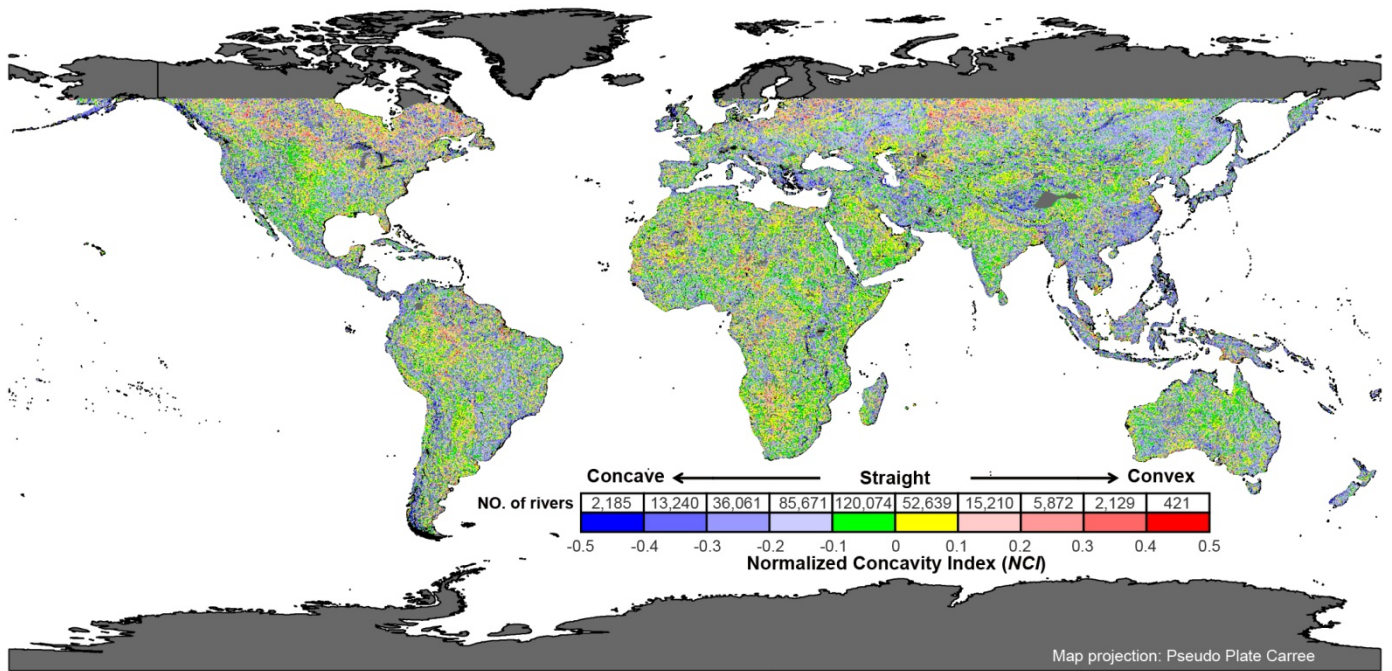 Concave Straight Convex
NO. of rivers 2,185 13,240 36,061 85,671 120,074 52,639 15,210 5,872 2,129 421
-0.5 -0.4 -0.3 -0.2 -0.1 0 0.1 0.2 0.3 0.4 0.5
Normalized Concavity Index (NCI)
Map projection: Pseudo Plate Carree